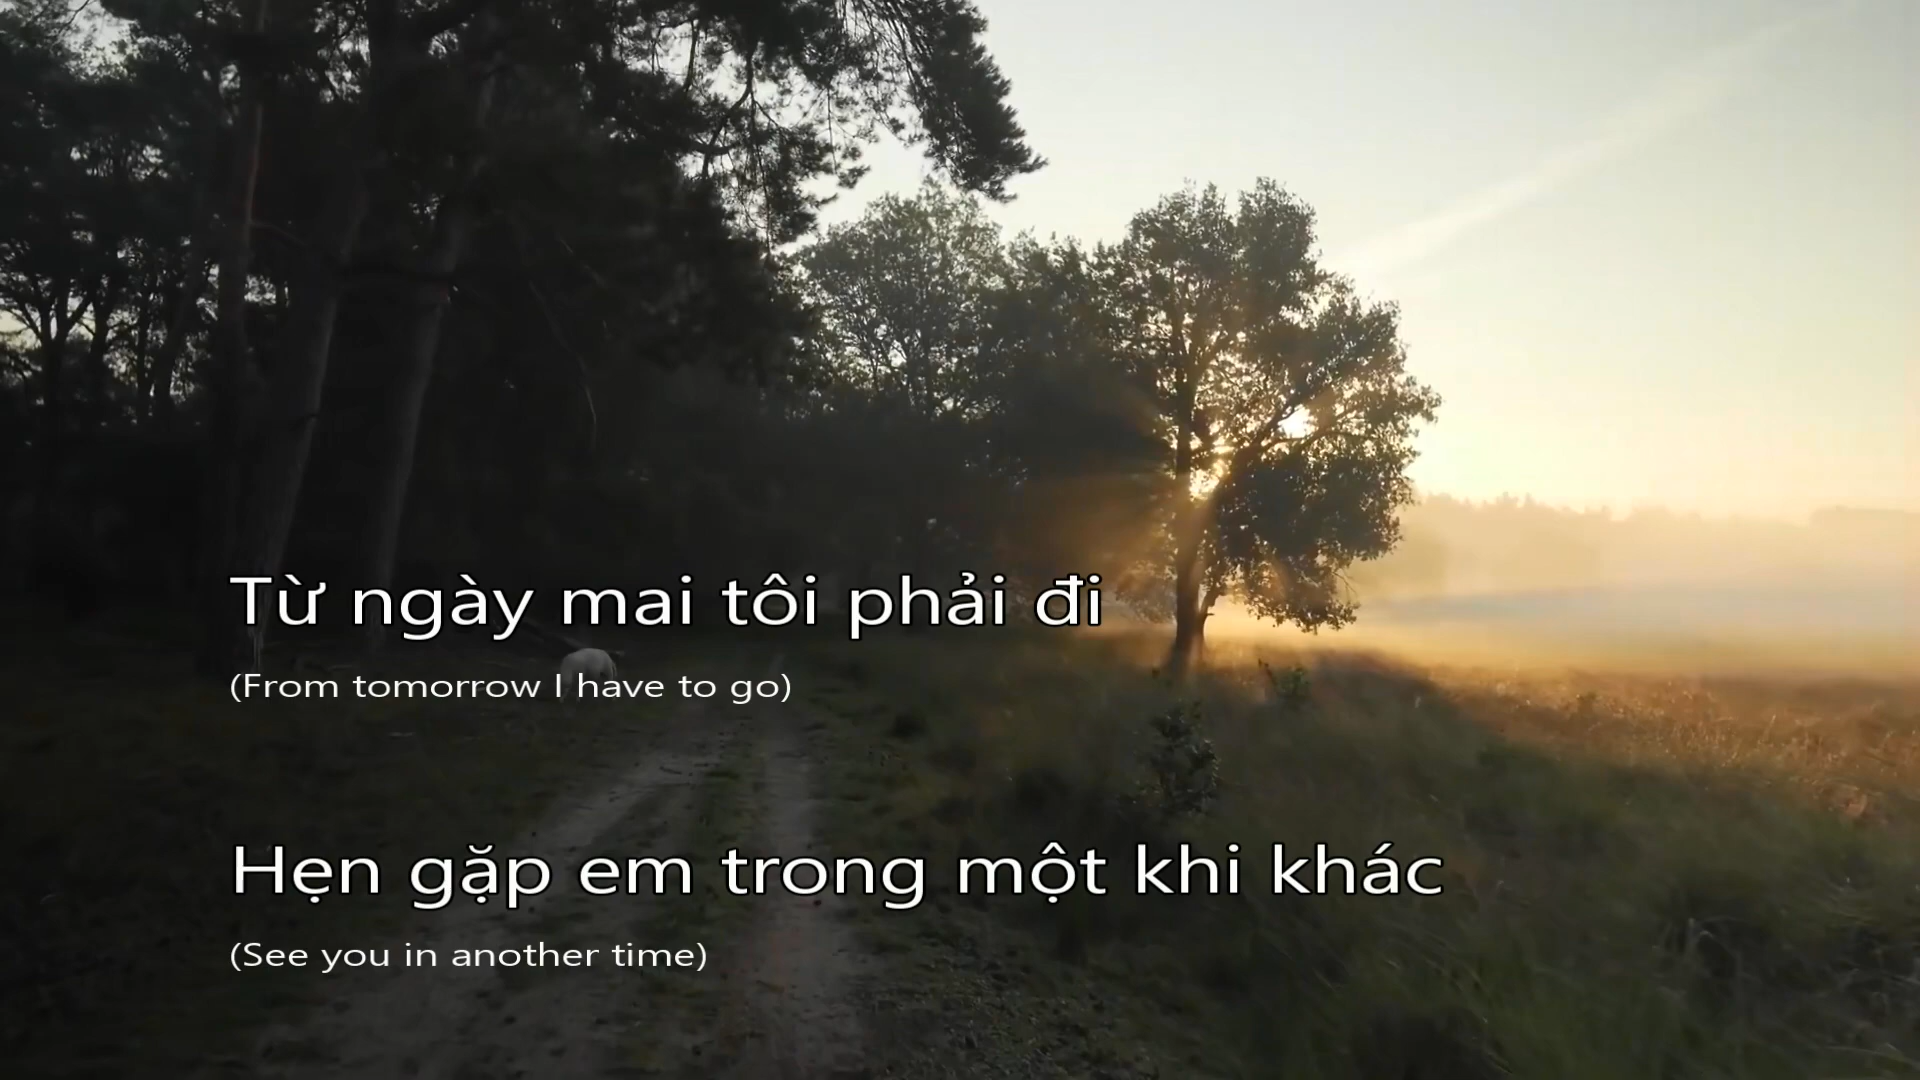 Từ ngày mai tôi phải đi
(From tomorrow I have to go)
Hẹn gặp em trong một khi khác
(See you in another time)